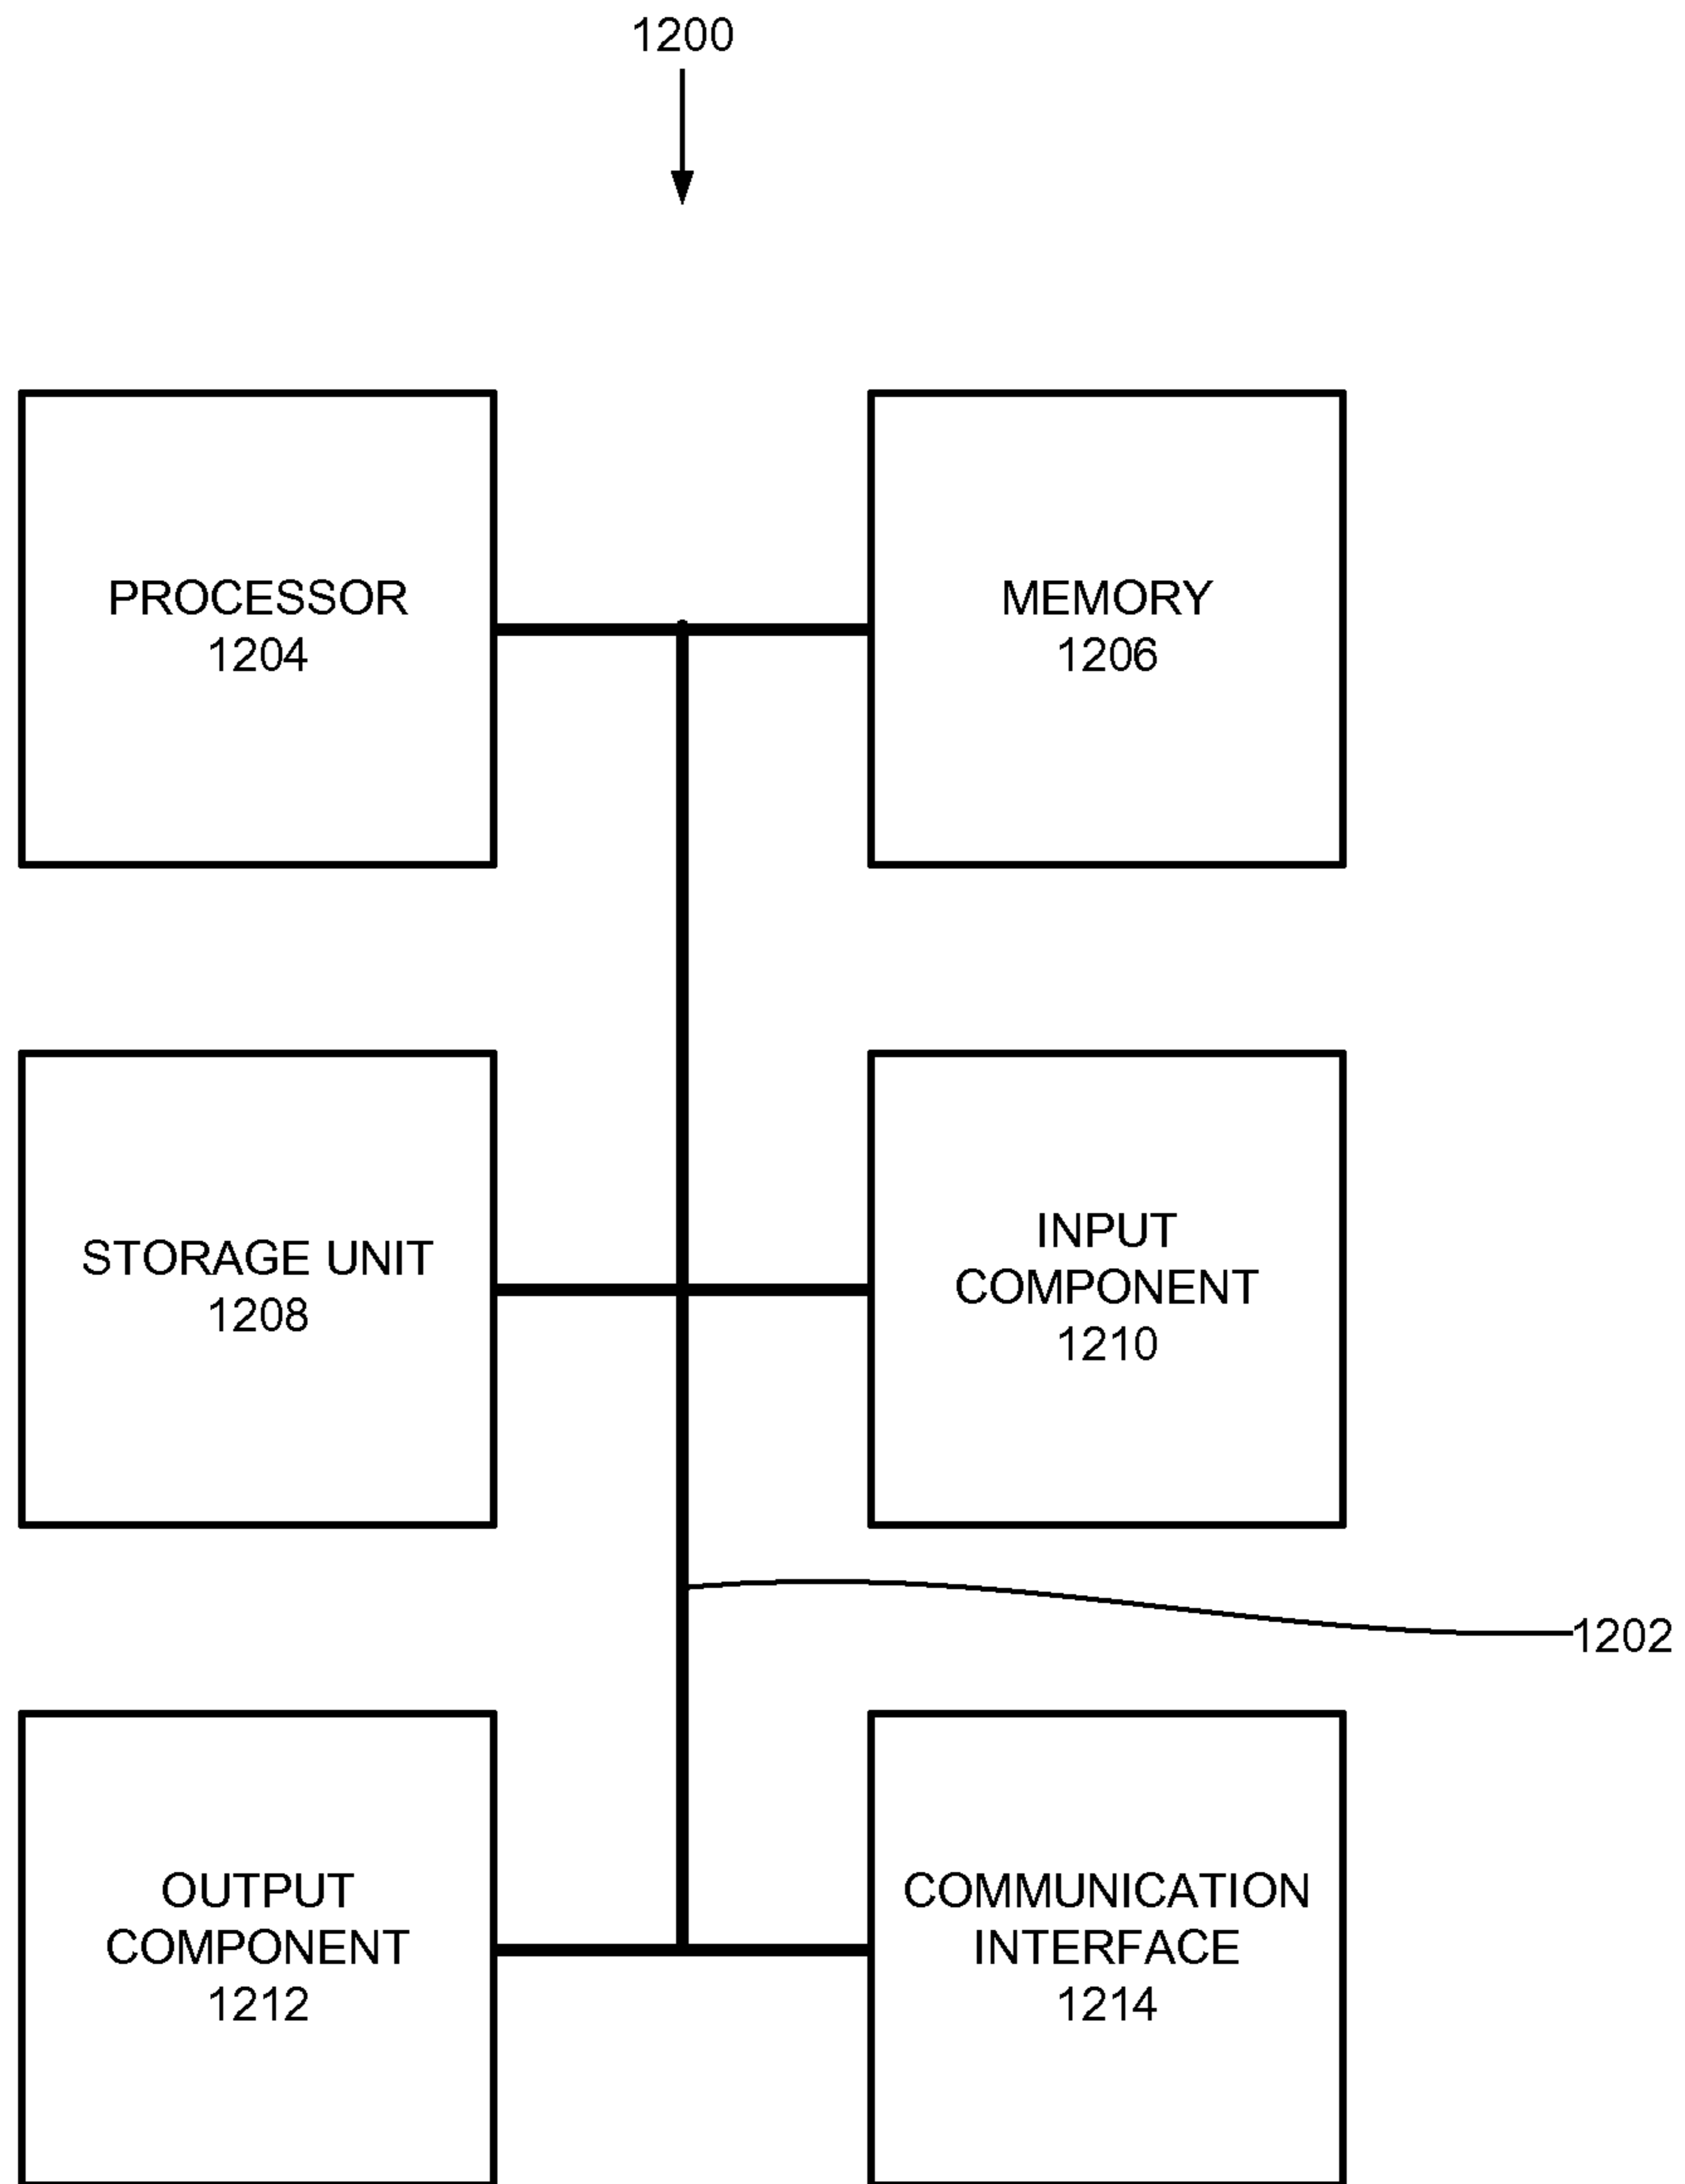 1200
PROCESSOR
1204
MEMORY
1206
STORAGE UNIT
1208
INPUT
COMPONENT
1210
1202
OUTPUT
COMPONENT
1212
COMMUNICATION
INTERFACE
1214